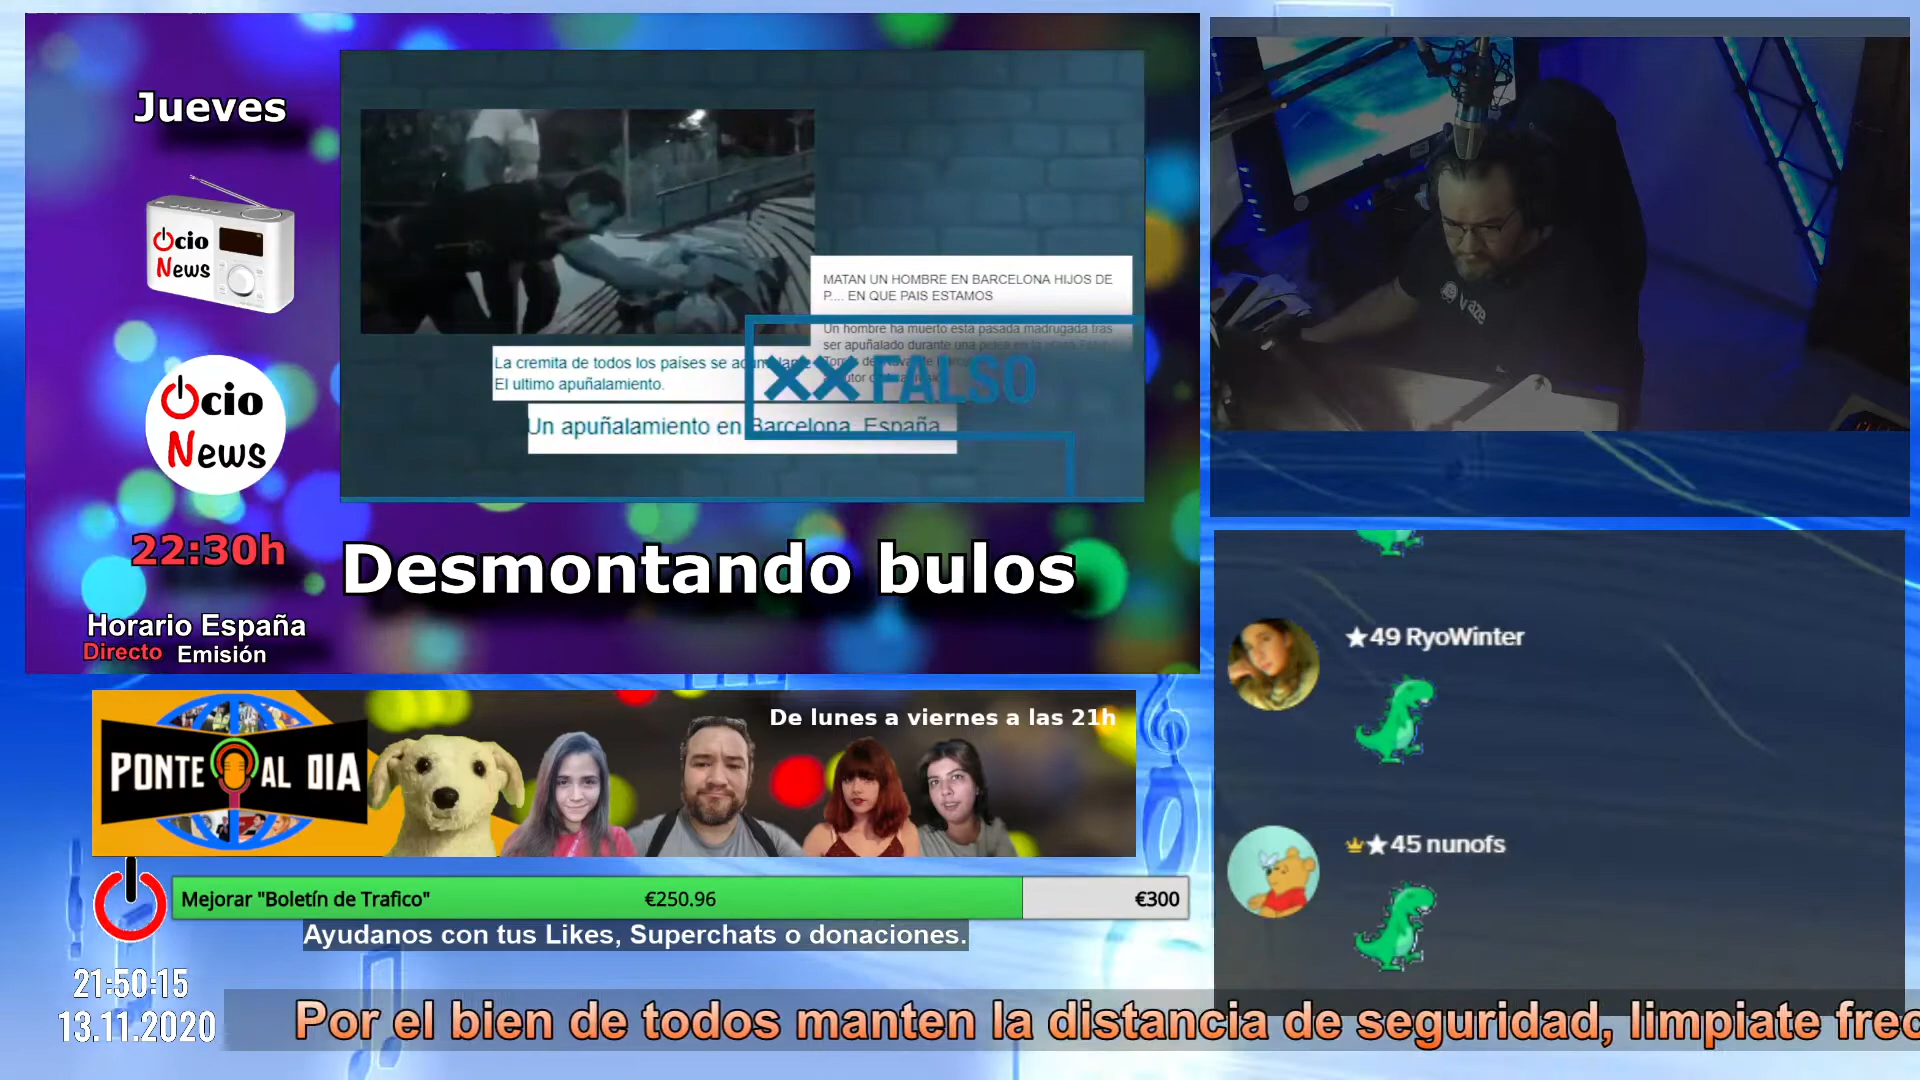 Jueves
Ocio
News
Ocio
News
22:30h
Horario España
Directo Emisión
MATAN UN HOMBRE EN BARCELONA HIJOS DE
P.... EN QUE PAIS ESTAMOS
Un hombre ha muerto esta pasada madrugada tras
ser apuñalado durante una
La cremita de todos los países se
El ultimo apuñalamiento.
FALSO
Un apuñalamiento en Barcelona, España
Desmontando bulos
PONTE AL DIA
De lunes a viernes a las 21h
Mejorar "Boletín de Trafico" €250.96 €300
Ayudanos con tus Likes, Superchats o donaciones.
21:50:15
13.11.2020
Por el bien de todos manten la distancia de seguridad, limpiate frec
★49 RyoWinter
★45 nunofs